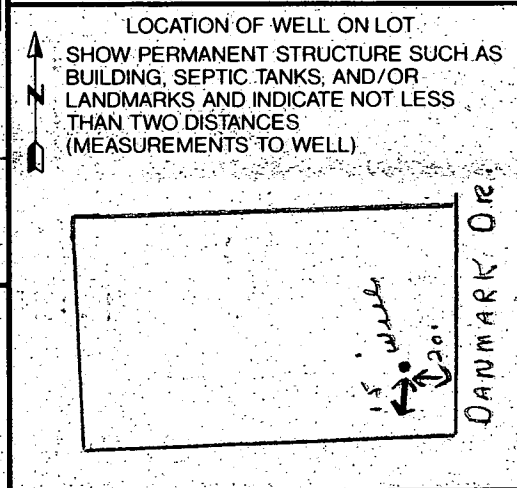 LOCATION OF WELL ON LOT
SHOW PERMANENT STRUCTURE SUCH AS
BUILDING, SEPTIC TANKS, AND/OR
LANDMARKS AND INDICATE NOT LESS
THAN TWO DISTANCES
(MEASUREMENTS TO WELL)
N
DANMARK DR.
well
15'
20'